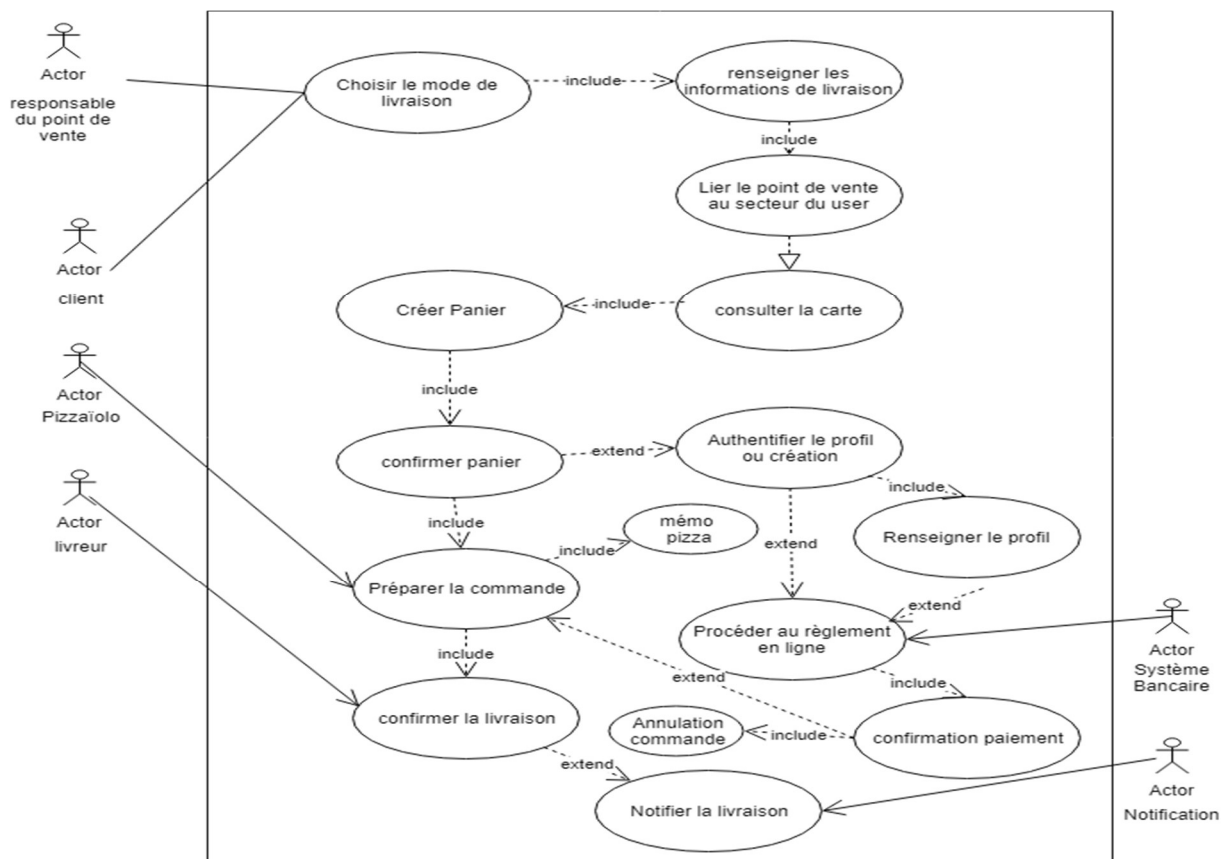 Actor
responsable
du point de
vente
Choisir le mode de
livraison
include
renseigner les
informations de livraison
include
Lier le point de vente
au secteur du user
Actor
client
Créer Panier
include
consulter la carte
Actor
Pizzaïolo
include
confirmer panier
extend
Authentifier le profil
ou création
include
Actor
livreur
include
mémo
pizza
include
extend
Renseigner le profil
Préparer la commande
extend
Procéder au règlement
en ligne
Actor
Système
Bancaire
include
extend
include
confirmer la livraison
Annulation
commande
include
confirmation paiement
extend
Notifier la livraison
Actor
Notification